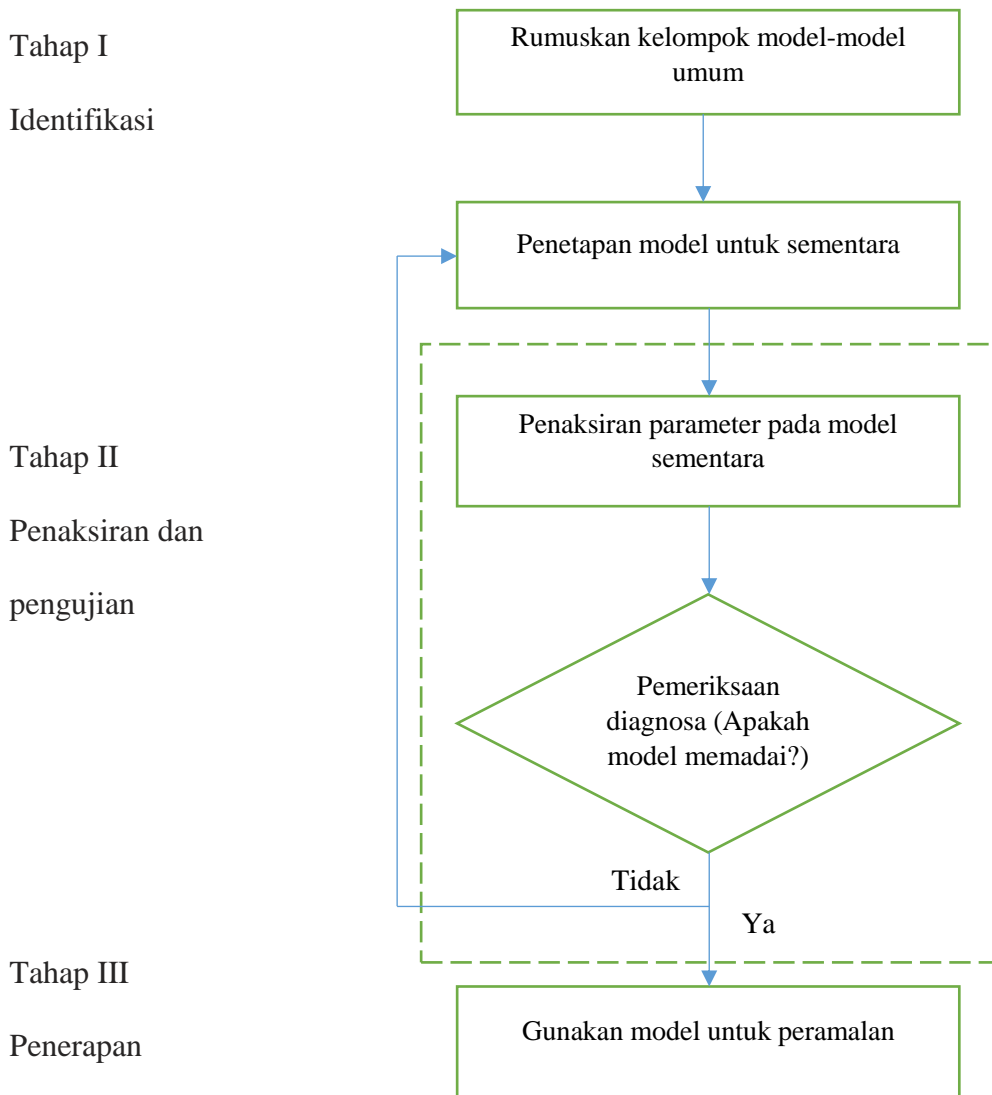 Tahap I
Identifikasi
Rumuskan kelompok model-model
umum
Penetapan model untuk sementara
Tahap II
Penaksiran dan
pengujian
Penaksiran parameter pada model
sementara
Pemeriksaan
diagnosa (Apakah
model memadai?)
Tidak
Ya
Tahap III
Penerapan
Gunakan model untuk peramalan